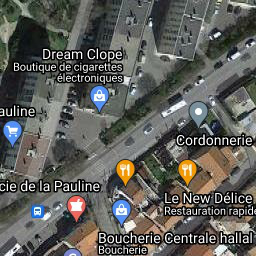 Dream Clope
Boutique de cigarettes
électroniques
auline
Cordonnerie
cie de la Pauline
Le New Délice
Restauration rapide
Boucherie Centrale hallal
Boucherie